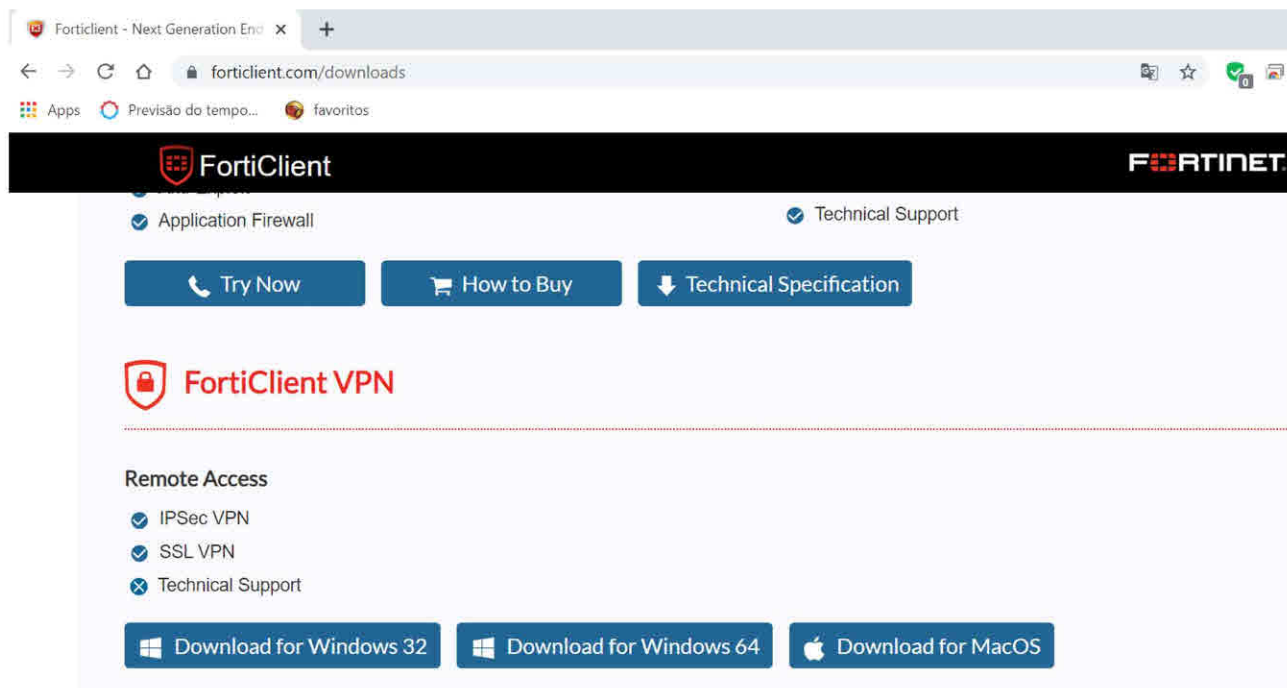 Forticlient - Next Generation End
forticlient.com/downloads
Apps Previsão do tempo... favoritos
FortiClient FORTINET
Application Firewall
Technical Support
Try Now How to Buy Technical Specification
FortiClient VPN
Remote Access
IPSec VPN
SSL VPN
Technical Support
Download for Windows 32 Download for Windows 64 Download for MacOS